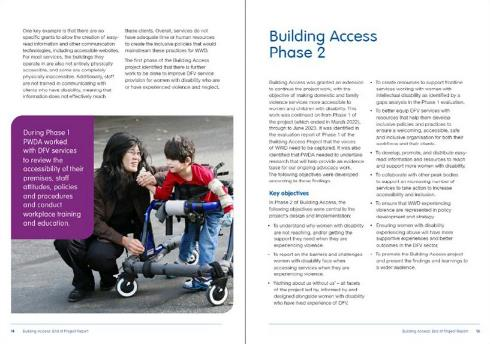 One key example is that there are no
specific grants to allow the creation of easy-
read information and other communication
technologies, including accessible websites.
For most services, the buildings they
operate in are also not entirely physically
accessible, and some are completely
physically inaccessible. Additionally, staff
are not trained in communicating with
clients who have disability, meaning that
information does not effectively reach
these clients. Overall, services do not
have adequate time or human resources
to create the inclusive policies that would
mainstream these practices for WWD.
The first phase of the Building Access
project identified that there is further
work to be done to improve DFV service
provision for women with disability who are
or have experienced violence and neglect.
During Phase 1
PWDA worked
with DFV services
to review the
accessibility of their
premises, staff
attitudes, policies
and procedures
and conduct
workplace training
and education.
14 Building Access: End of Project Report
Building Access
Phase 2
Building Access was granted an extension
to continue the project work, with the
objective of making domestic and family
violence services more accessible to
women and children with disability. This
work was continued on from Phase 1 of
the project (which ended in March 2022),
through to June 2023. It was identified in
the evaluation report of Phase 1 of the
Building Access Project that the voices
of WWD need to be captured. It was also
identified that PWDA needed to undertake
research that will help provide an evidence
base for our ongoing advocacy work.
The following objectives were developed
according to these findings.
Key objectives
In Phase 2 of Building Access, the
following objectives were central to the
project's design and implementation:
• To understand why women with disability
are not reaching, and/or getting the
support they need when they are
experiencing violence.
• To report on the barriers and challenges
women with disability face when
accessing services when they are
experiencing violence.
• 'Nothing about us without us' – all facets
of the project led by, informed by and
designed alongside women with disability
who have lived experience of DFV.
• To create resources to support frontline
services working with women with
intellectual disability as identified by a
gaps analysis in the Phase 1 evaluation.
• To better equip DFV services with
resources that help them develop
inclusive policies and practices to
ensure a welcoming, accessible, safe
and inclusive organisation for both their
workforce and their clients.
• To develop, promote, and distribute easy-
read information and resources to reach
and support more women with disability.
• To collaborate with other peak bodies
to support an increasing number of
services to take action to increase
accessibility and inclusion.
• To ensure that WWD experiencing
violence are represented in policy
development and strategy.
• Ensuring women with disability
experiencing abuse will have more
supportive experiences and better
outcomes in the DFV sector.
• To promote the Building Access project
and present the findings and learnings to
a wider audience.
Building Access: End of Project Report 15